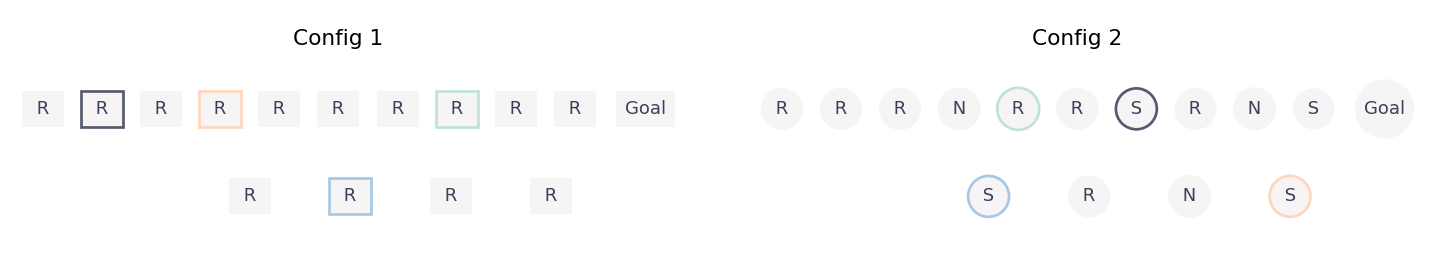 Config 1
R R R R R R R R R R Goal
R R R R
Config 2
R R R N R R S R N S Goal
S R N S